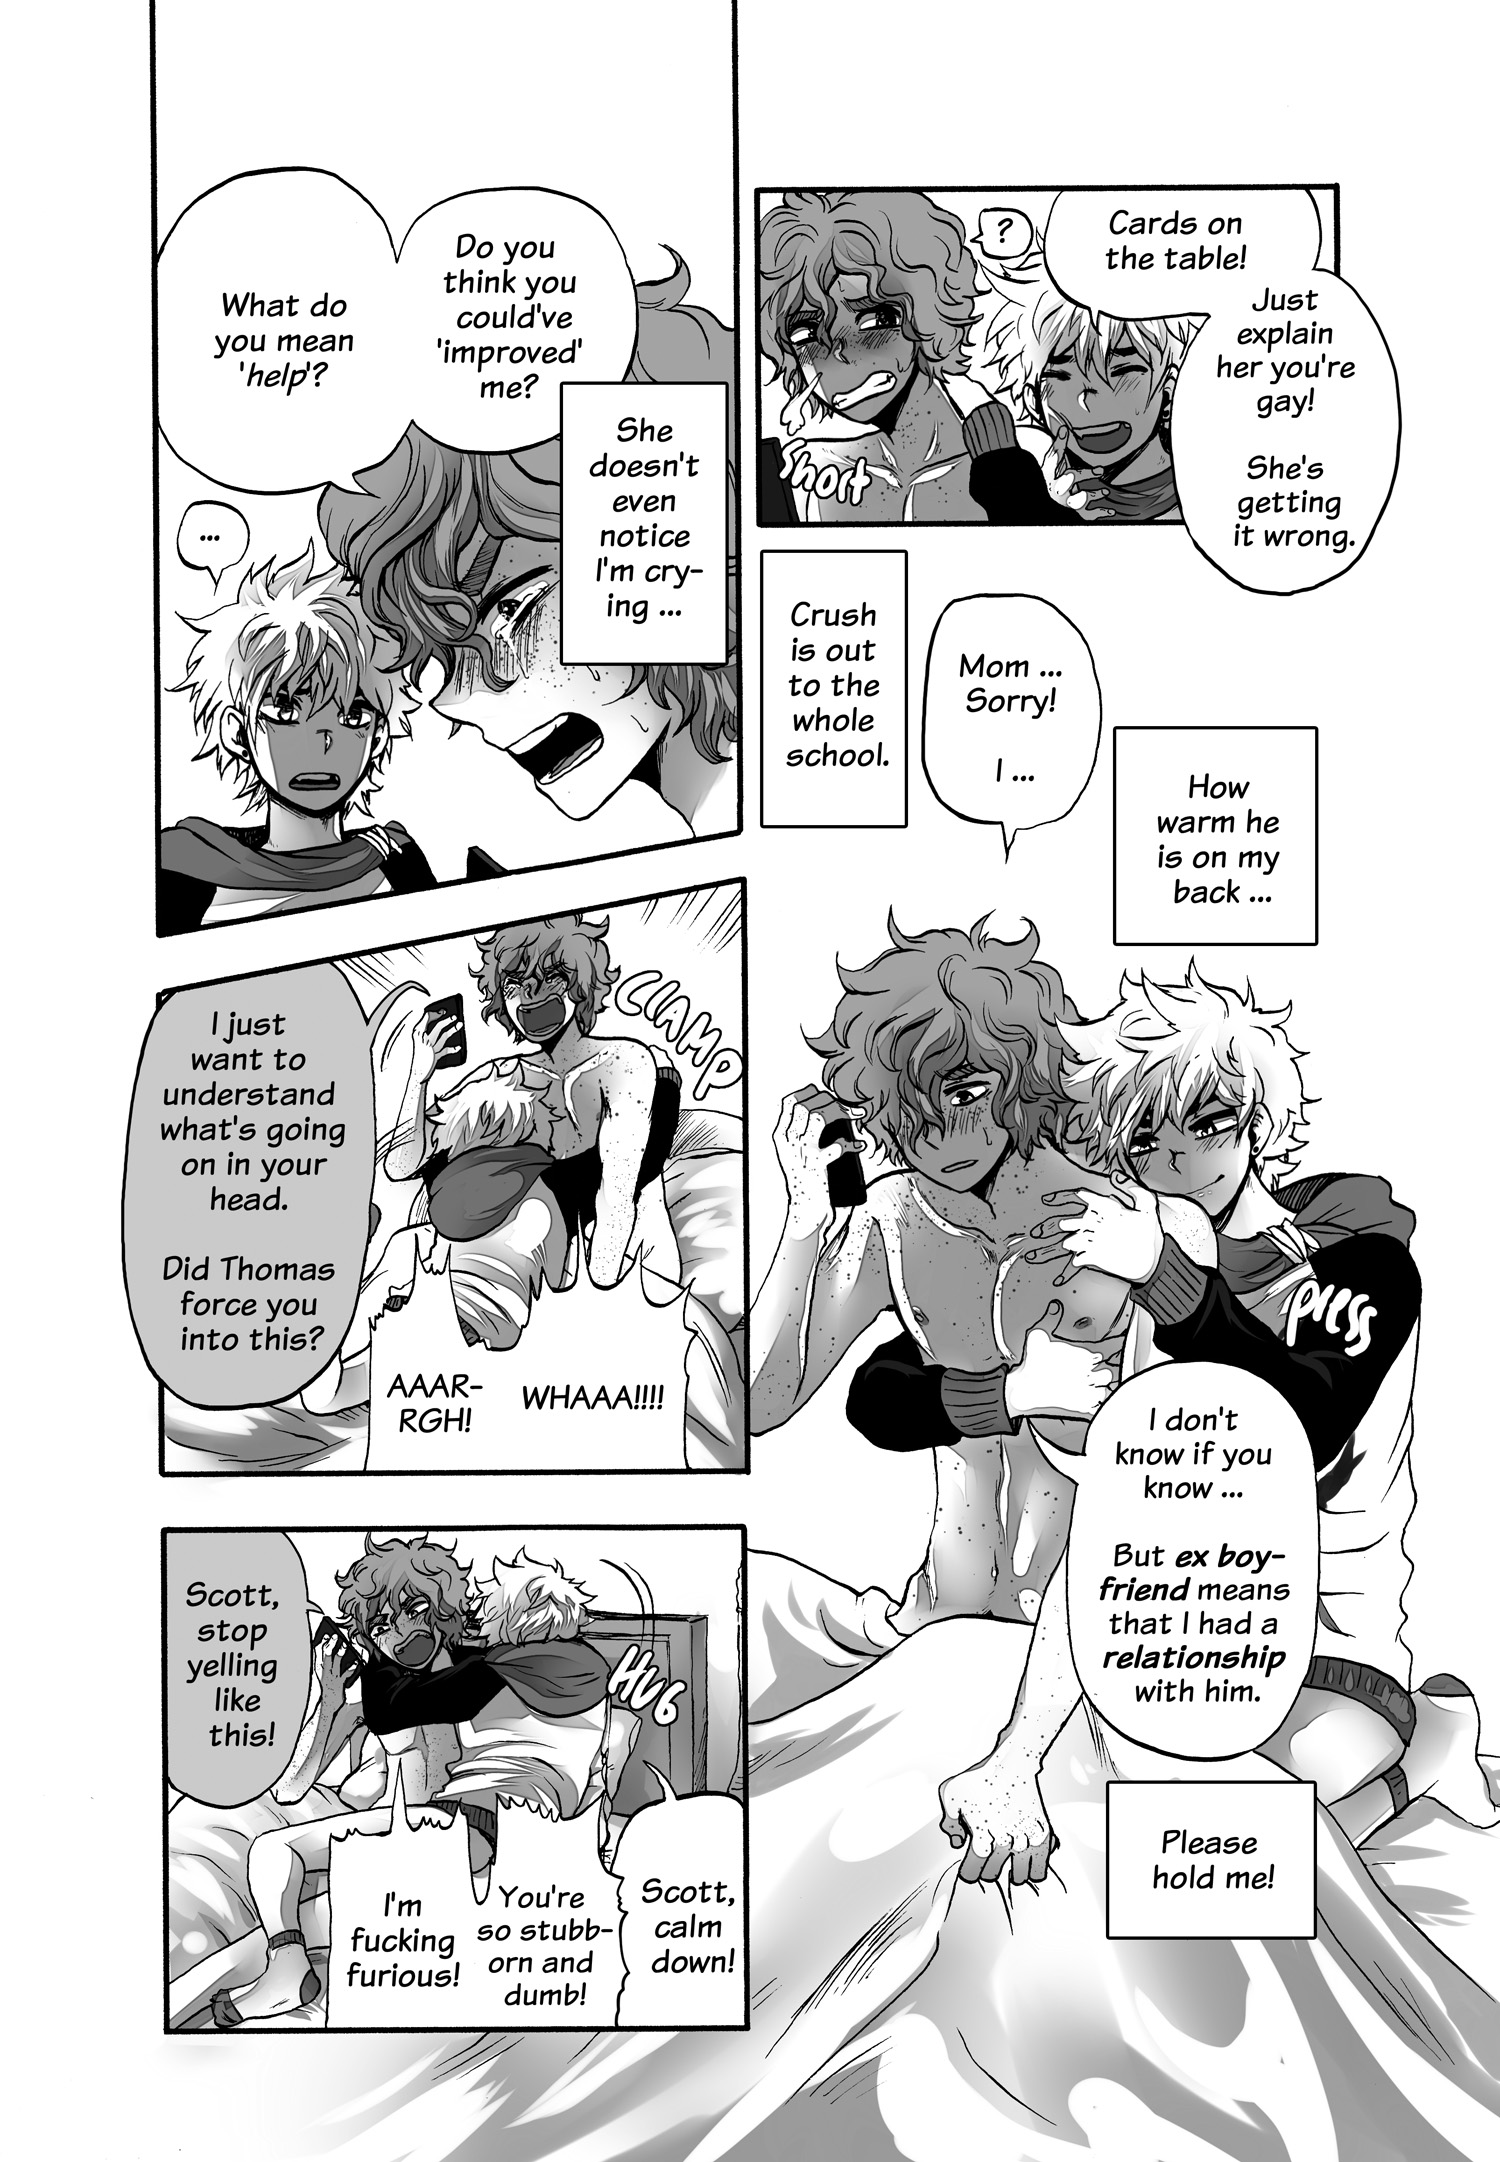 What do
you mean
'help'?
Do you
think you
could've
'improved'
me?
She
doesn't
even
notice
I'm cry-
ing ...
...
I just
want to
understand
what's going
on in your
head.
Did Thomas
force you
into this?
CLAMP
AAAR-
RGH!
WHAAA!!!!
Scott,
stop
yelling
like
this!
HUG
I'm
fucking
furious!
You're
so stubb-
orn and
dumb!
Scott,
calm
down!
?
Cards on
the table!
Just
explain
her you're
gay!
She's
getting
it wrong.
Snort
Crush
is out
to the
whole
school.
Mom ...
Sorry!
I ...
How
warm he
is on my
back ...
PRESS
I don't
know if you
know ...
But ex boy-
friend means
that I had a
relationship
with him.
Please
hold me!